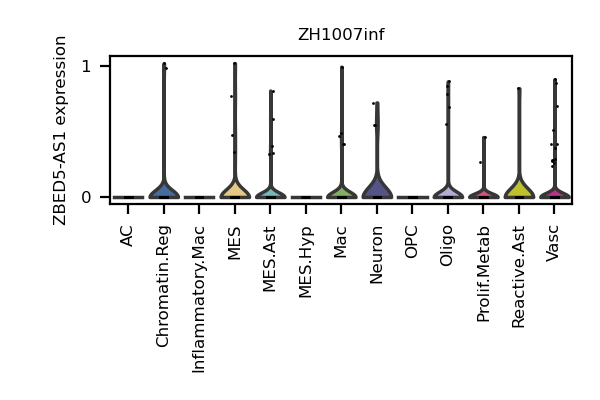 ZH1007inf
ZBED5-AS1 expression
1
0
AC
Chromatin.Reg
Inflammatory.Mac
MES
MES.Ast
MES.Hyp
Mac
Neuron
OPC
Oligo
Prolif.Metab
Reactive.Ast
Vasc